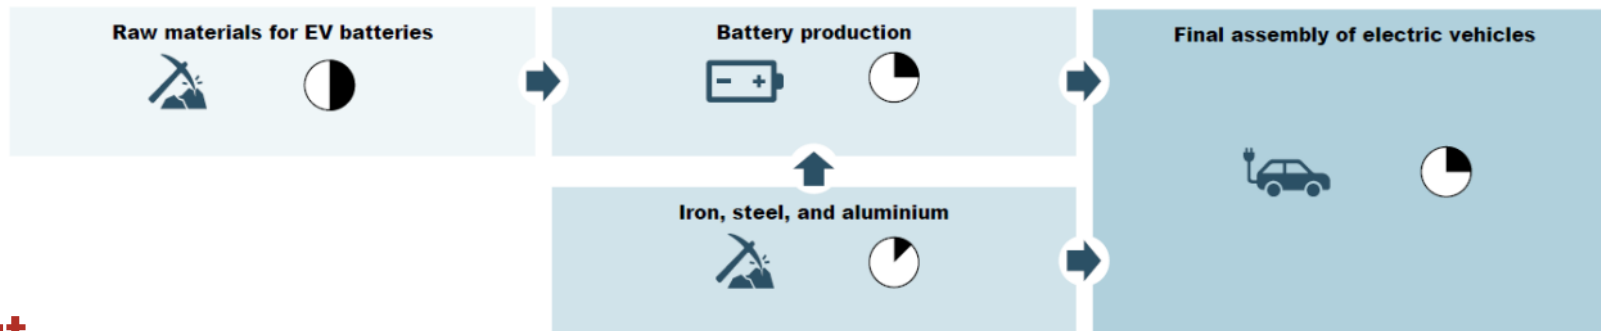 Raw materials for EV batteries
Battery production
Final assembly of electric vehicles
Iron, steel, and aluminium